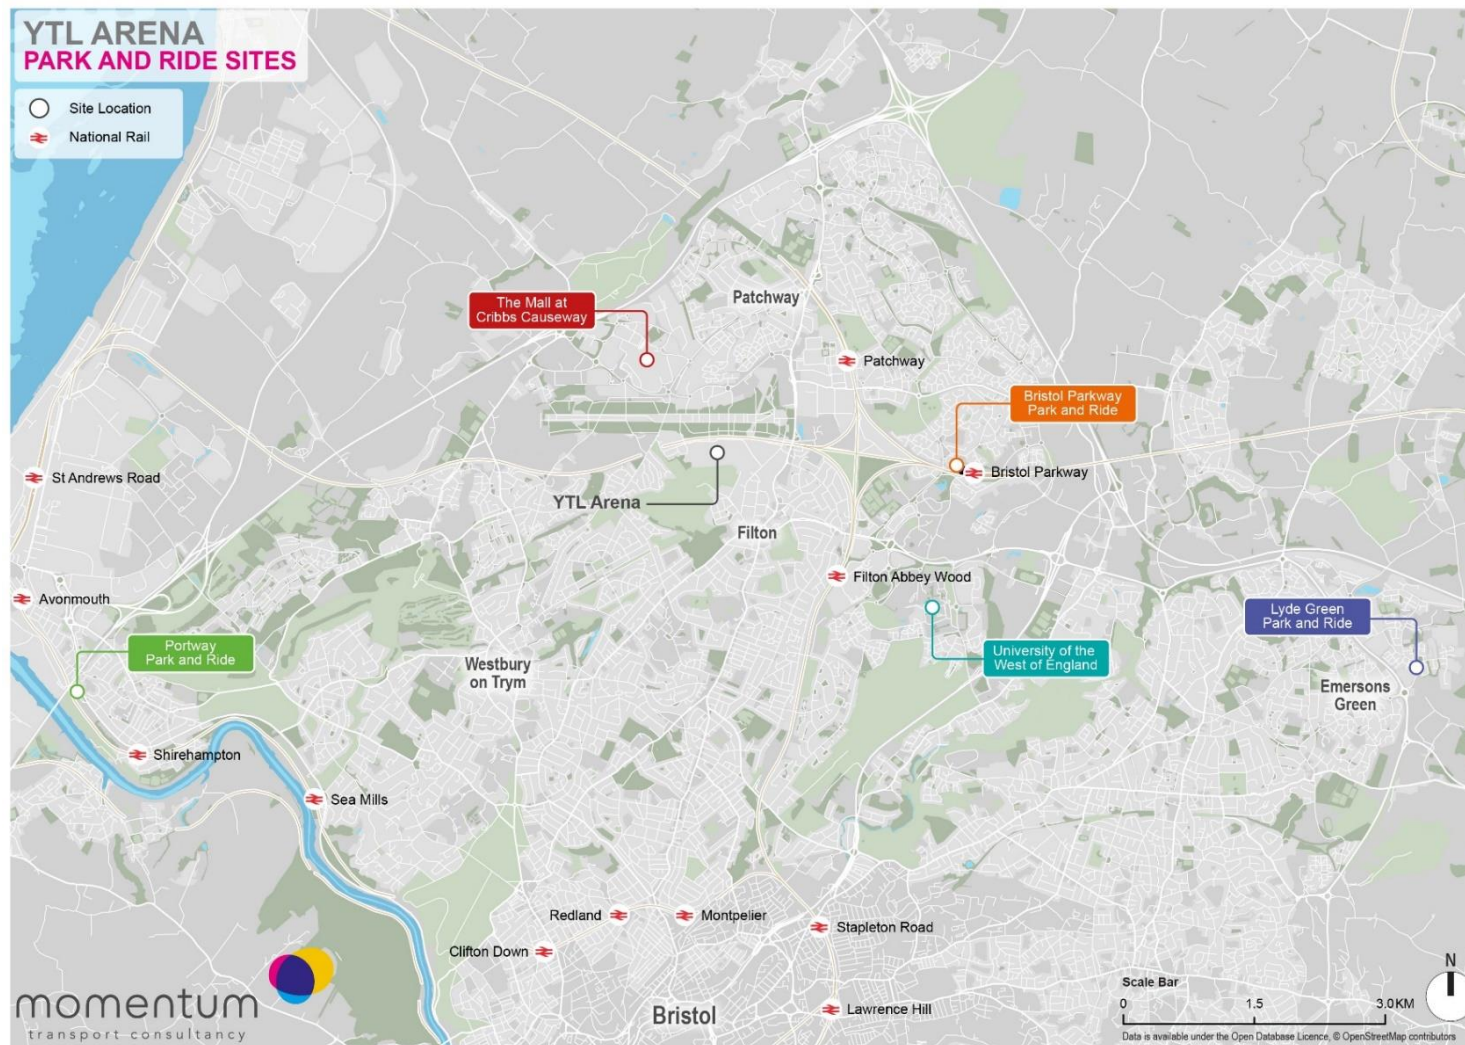 YTL ARENA
PARK AND RIDE SITES
Site Location
National Rail
The Mall at
Cribbs Causeway
Patchway
Patchway
Bristol Parkway
Park and Ride
Bristol Parkway
St Andrews Road
YTL Arena
Filton
Filton Abbey Wood
Avonmouth
Lyde Green
Park and Ride
Portway
Park and Ride
University of the
West of England
Westbury
on Trym
Emersons
Green
Shirehampton
Sea Mills
Redland
Montpelier
Stapleton Road
Clifton Down
Lawrence Hill
Bristol
momentum
transport consultancy
N
Scale Bar
0 1.5 3.0KM
Data is available under the Open Database Licence, © OpenStreetMap contributors